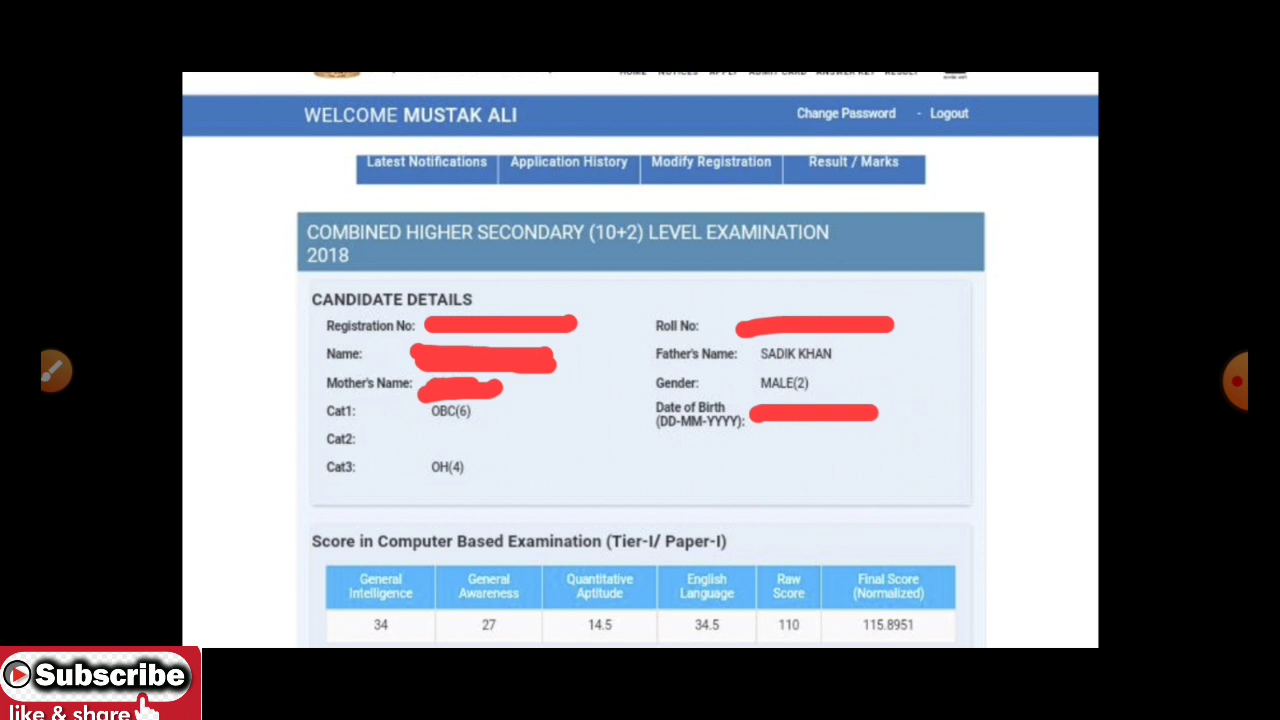 WELCOME MUSTAK ALI
Change Password - Logout
Latest Notifications Application History Modify Registration Result / Marks
COMBINED HIGHER SECONDARY (10+2) LEVEL EXAMINATION
2018
CANDIDATE DETAILS
Registration No: Roll No:
Name: Father's Name: SADIK KHAN
Mother's Name: Gender: MALE(2)
Cat1: OBC(6) Date of Birth
(DD-MM-YYYY):
Cat2:
Cat3: OH(4)
Score in Computer Based Examination (Tier-I/ Paper-I)
General Intelligence General Awareness Quantitative Aptitude English Language Raw Score Final Score (Normalized)
34 27 14.5 34.5 110 115.8951
Subscribe
like & share